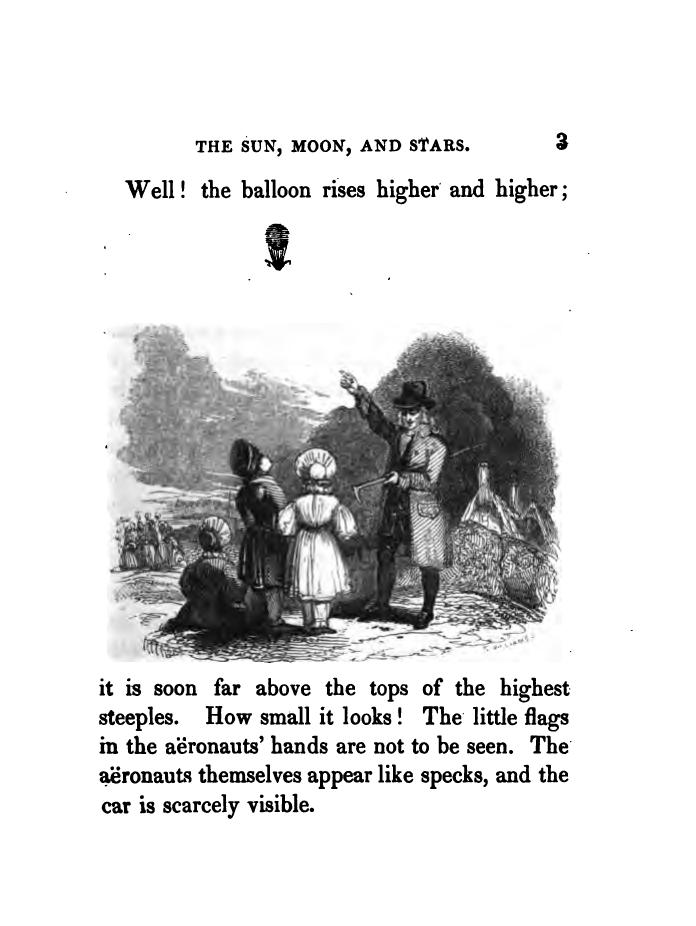 THE SUN, MOON, AND STARS. 3
Well! the balloon rises higher and higher;
it is soon far above the tops of the highest
steeples. How small it looks! The little flags
in the aëronauts' hands are not to be seen. The
aëronauts themselves appear like specks, and the
car is scarcely visible.